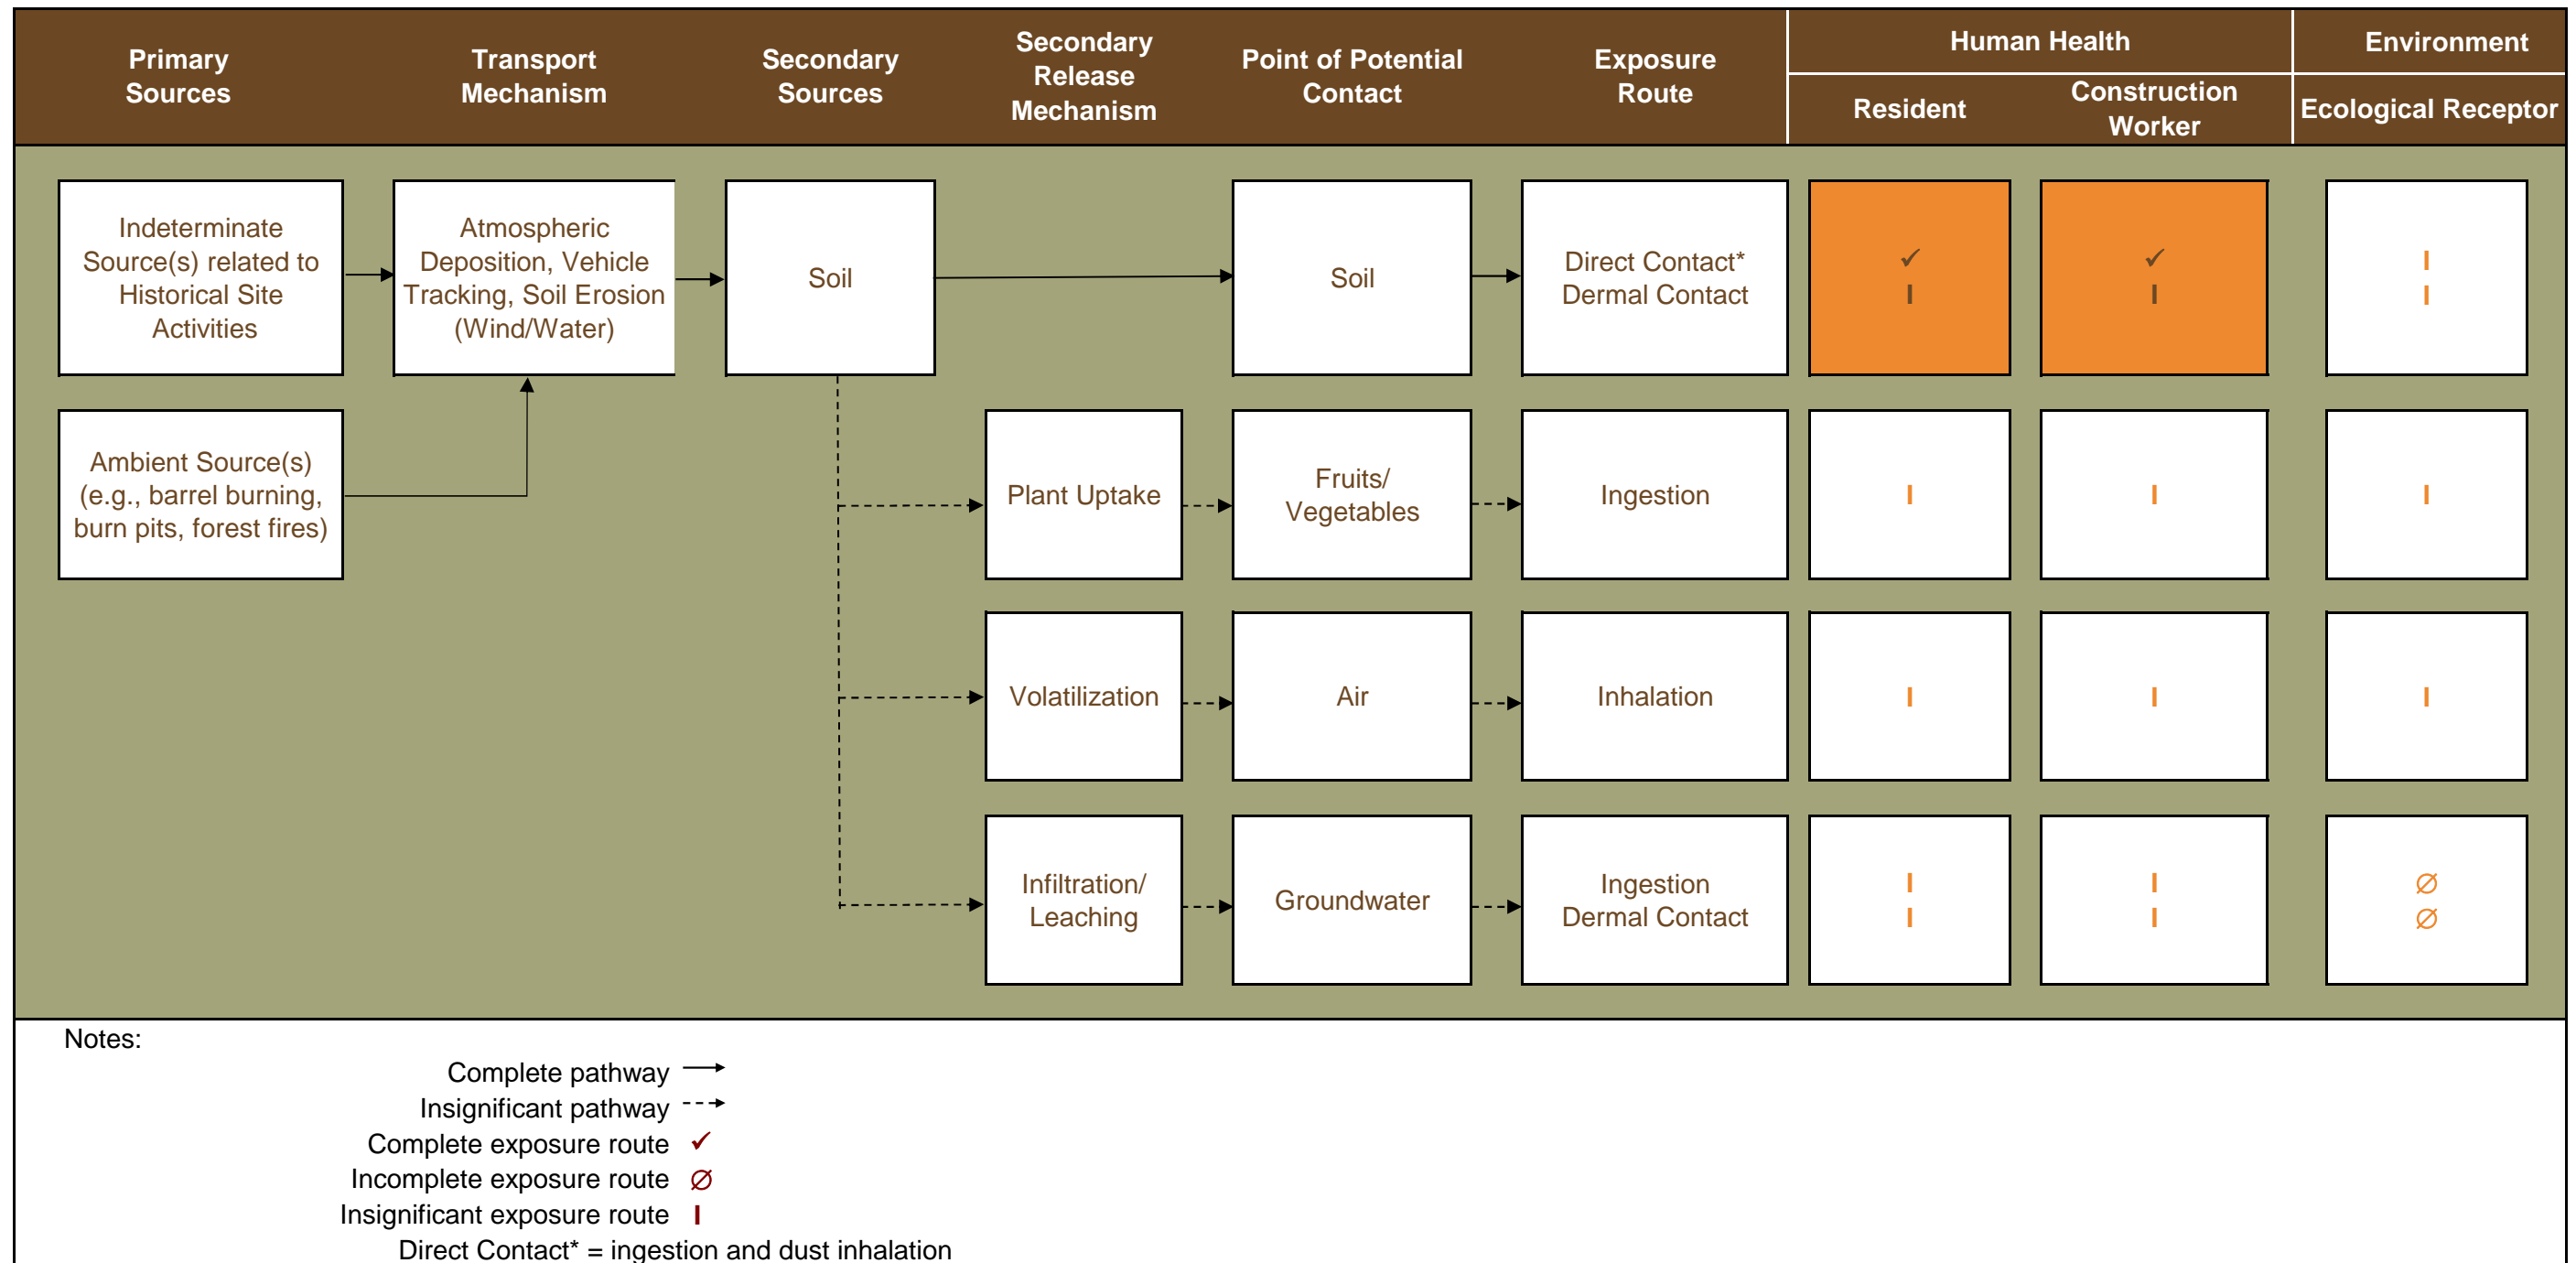 Primary
Sources
Transport
Mechanism
Secondary
Sources
Secondary
Release
Mechanism
Point of Potential
Contact
Exposure
Route
Human Health
Environment
Resident
Construction
Worker
Ecological Receptor
Indeterminate
Source(s) related to
Historical Site
Activities
Atmospheric
Deposition, Vehicle
Tracking, Soil Erosion
(Wind/Water)
Soil
Soil
Direct Contact*
Dermal Contact
✓
I
✓
I
I
I
Ambient Source(s)
(e.g., barrel burning,
burn pits, forest fires)
Plant Uptake
Fruits/
Vegetables
Ingestion
I
I
I
Volatilization
Air
Inhalation
I
I
I
Infiltration/
Leaching
Groundwater
Ingestion
Dermal Contact
I
I
I
I
∅
∅
Notes:
Complete pathway
Insignificant pathway
Complete exposure route ✓
Incomplete exposure route ∅
Insignificant exposure route I
Direct Contact* = ingestion and dust inhalation